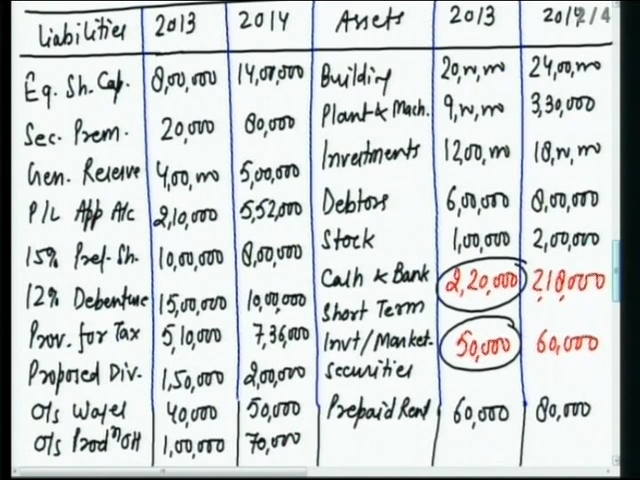 Liabilities 2013 2014 Assets 2013 2014 2/4
Eq. Sh. Cap. 8,00,000 14,00,000 Building 20,00,000 24,00,000
Sec. Prem. 20,000 80,000 Plant & Mach. 9,00,000 3,30,000
Gen. Reserve 4,00,000 5,00,000 Investments 12,00,000 18,00,000
P/L App A/c 2,10,000 5,52,000 Debtors 6,00,000 8,00,000
15% Pref. Sh. 10,00,000 8,00,000 Stock 1,00,000 2,00,000
12% Debenture 15,00,000 10,00,000 Cash & Bank 2,20,000 2,18,000
Prov. for Tax 5,10,000 7,36,000 Short Term
Invt/Market. 50,000 60,000
Proposed Div. 1,50,000 2,00,000 Securities
O/s Wages 40,000 50,000 Prepaid Rent 60,000 80,000
O/s Prodn OH 1,00,000 70,000